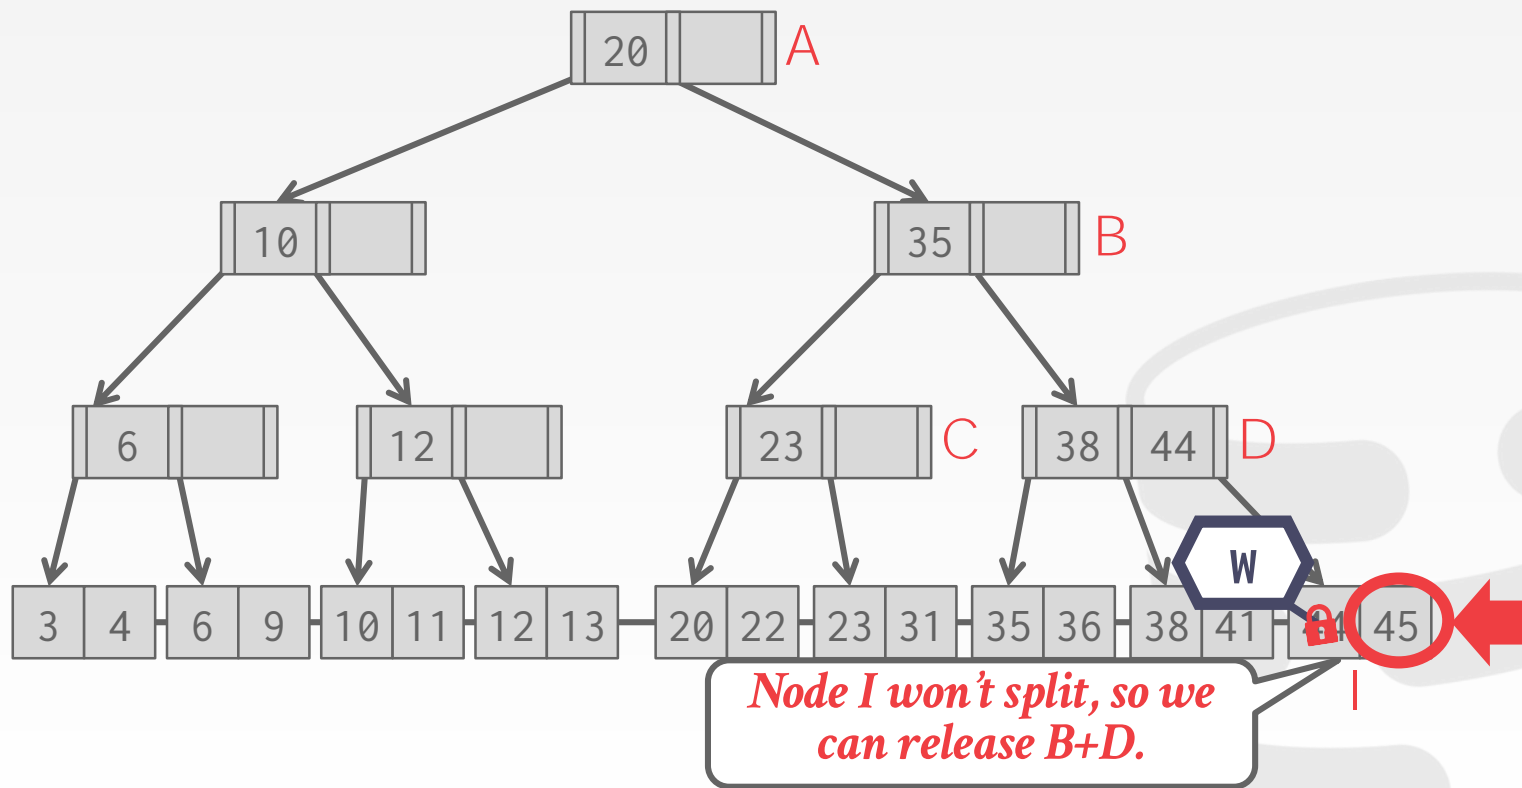 20 A
10 35 B
6 12 23 C 38 44 D
W
3 4 6 9 10 11 12 13 20 22 23 31 35 36 38 41 44 45
Node I won't split, so we
can release B+D.
I